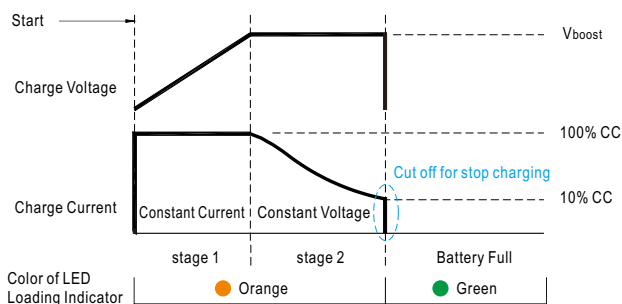 Start
Vboost
Charge Voltage
100% CC
Cut off for stop charging
10% CC
Charge Current
Constant Current
Constant Voltage
stage 1
stage 2
Battery Full
Color of LED
Loading Indicator
Orange
Green